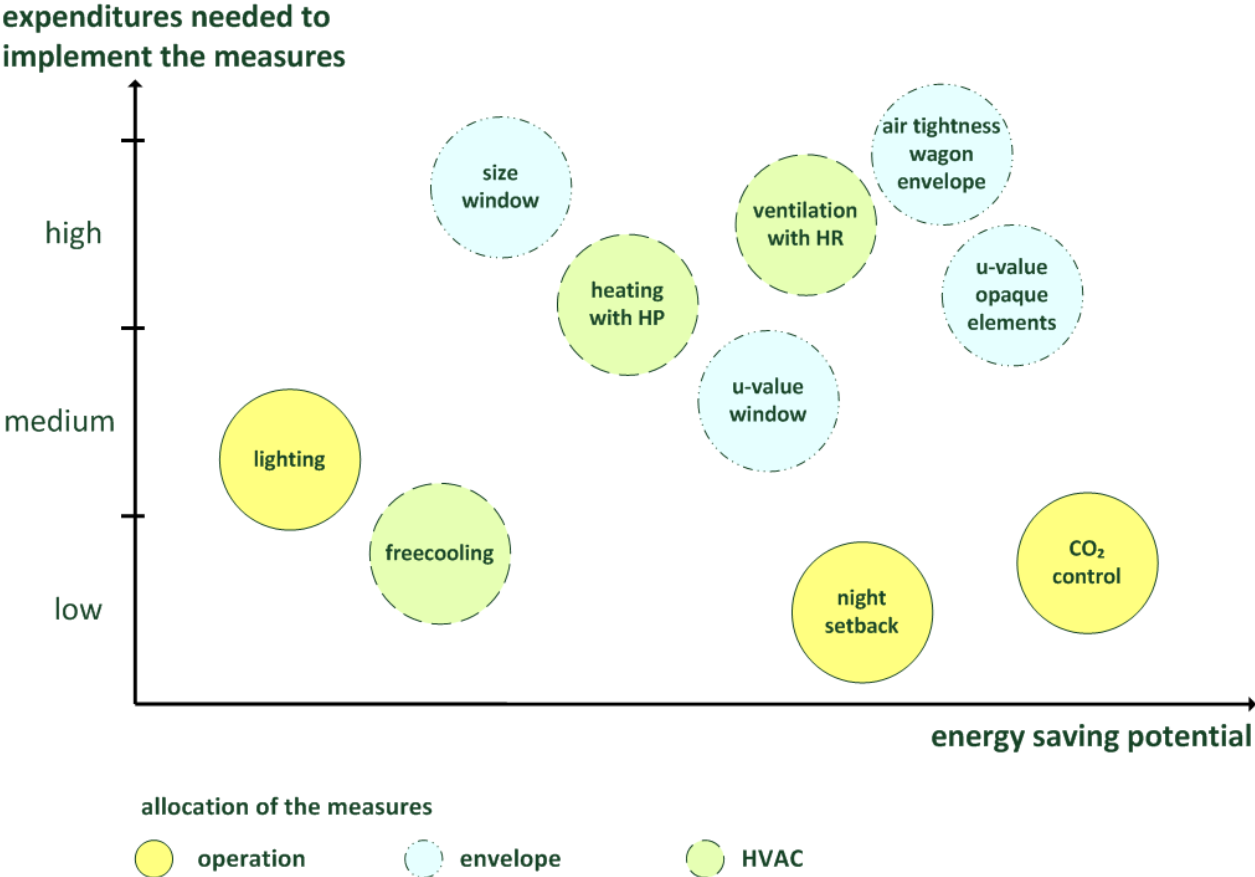 expenditures needed to
implement the measures
air tightness
wagon
envelope
size
window
ventilation
with HR
high
u-value
opaque
elements
heating
with HP
u-value
window
medium
lighting
freecooling
CO₂
control
low
night
setback
energy saving potential
allocation of the measures
operation
envelope
HVAC